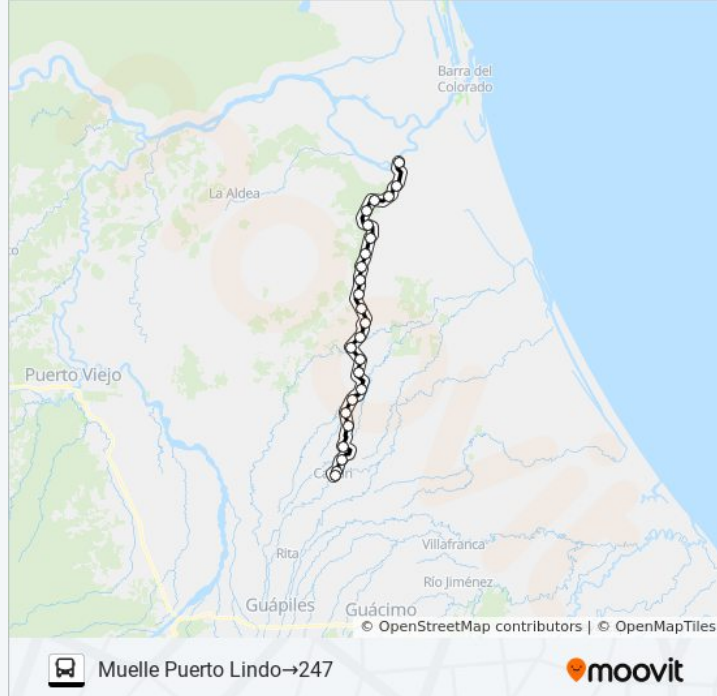 Barra del
Colorado
La Aldea
Puerto Viejo
Rita
Villafranca
Río Jiménez
Guápiles
Guácimo
© OpenStreetMap contributors | © OpenMapTiles
Muelle Puerto Lindo→247
moovit